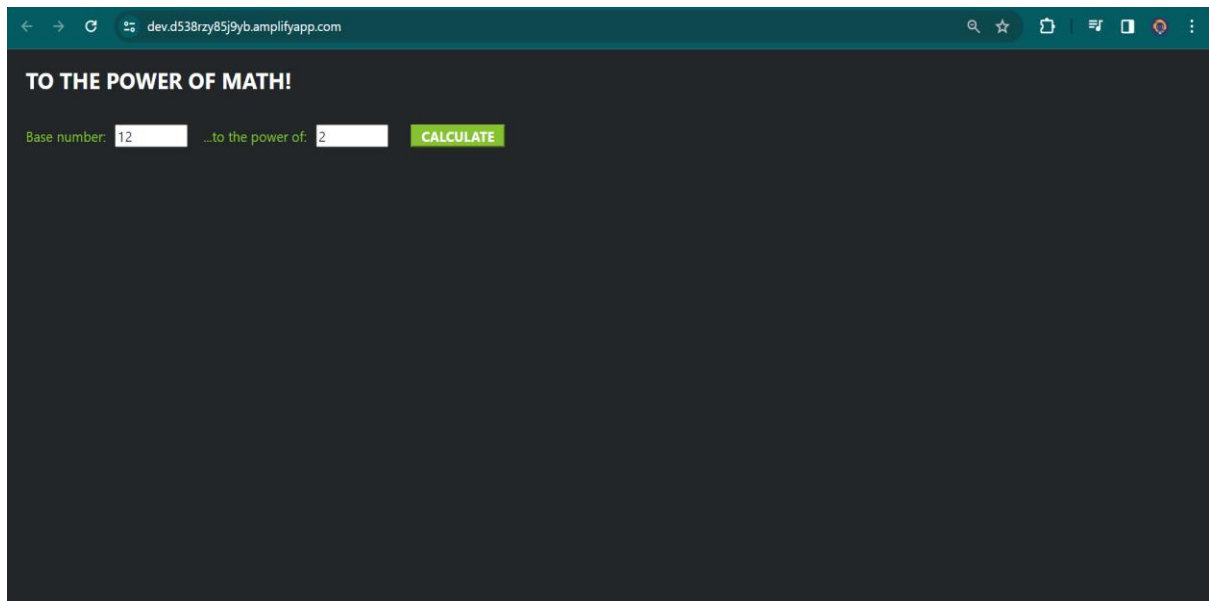 dev.d538rzy85j9yb.amplifyapp.com
TO THE POWER OF MATH!
Base number: 12 ...to the power of: 2 CALCULATE